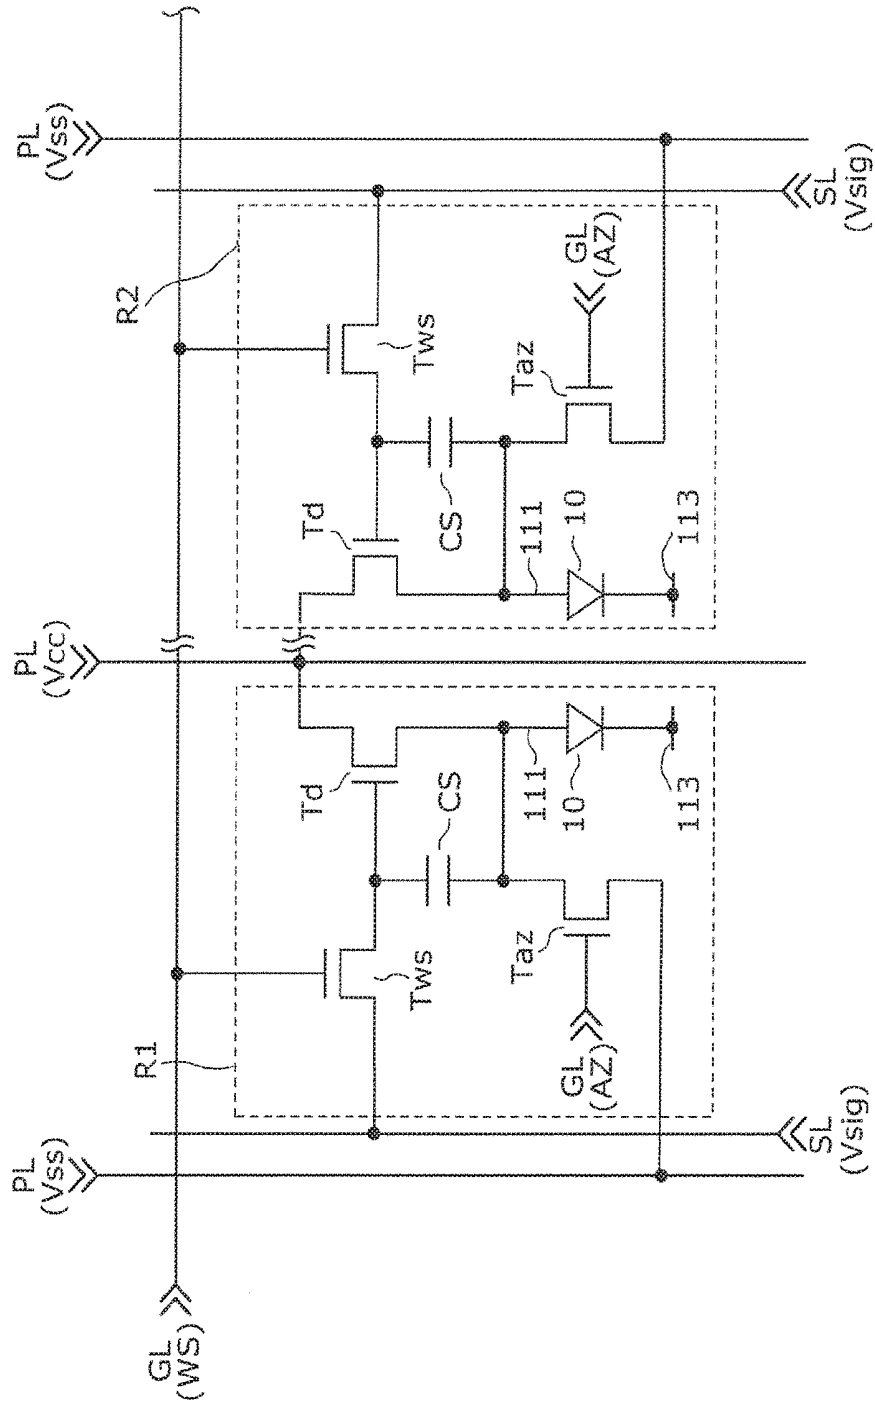 PL
(Vss)
PL
(Vcc)
PL
(Vss)
R1
R2
GL
(WS)
Td
Td
Tws
CS
CS
Tws
Taz
111
111
Taz
GL
(AZ)
10
10
GL
(AZ)
113
113
SL
(Vsig)
SL
(Vsig)